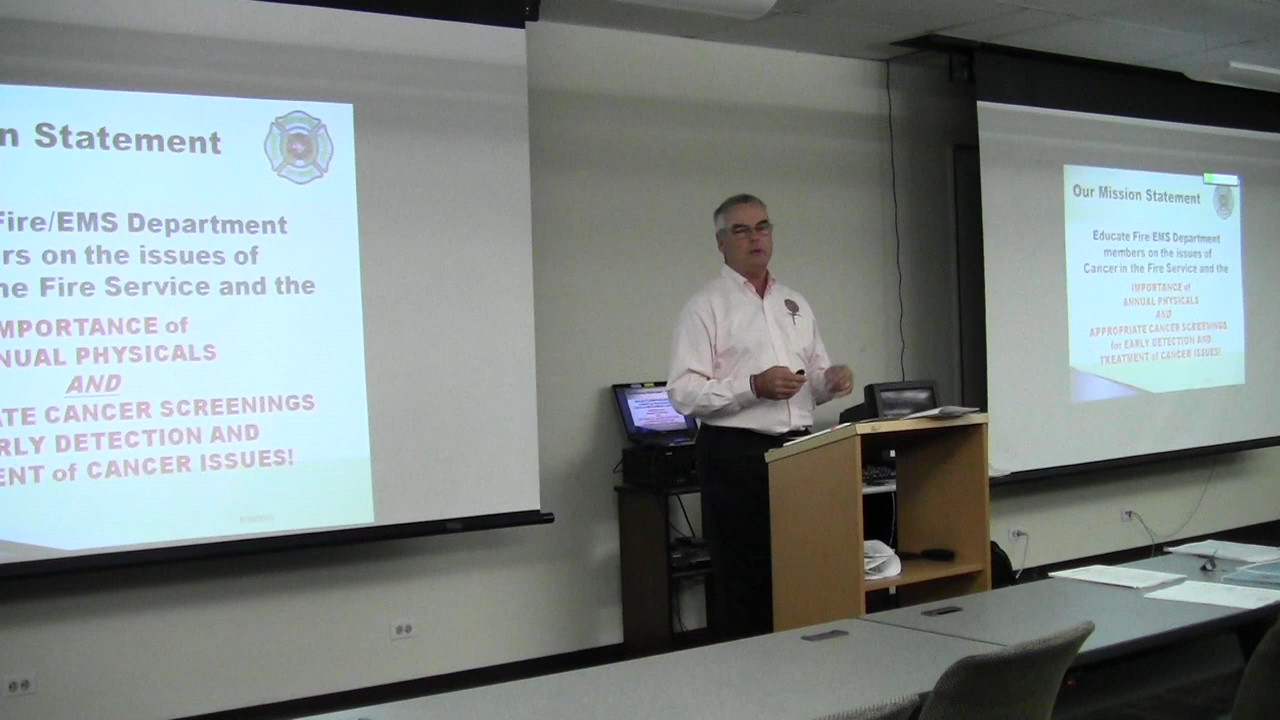 n Statement
Fire/EMS Department
rs on the issues of
he Fire Service and the
MPORTANCE of
NNUAL PHYSICALS
AND
ATE CANCER SCREENINGS
RLY DETECTION AND
ENT of CANCER ISSUES!
Our Mission Statement
Educate Fire/EMS Department
members on the issues of
Cancer in the Fire Service and the
IMPORTANCE of
ANNUAL PHYSICALS
AND
APPROPRIATE CANCER SCREENINGS
for EARLY DETECTION AND
TREATMENT of CANCER ISSUES!